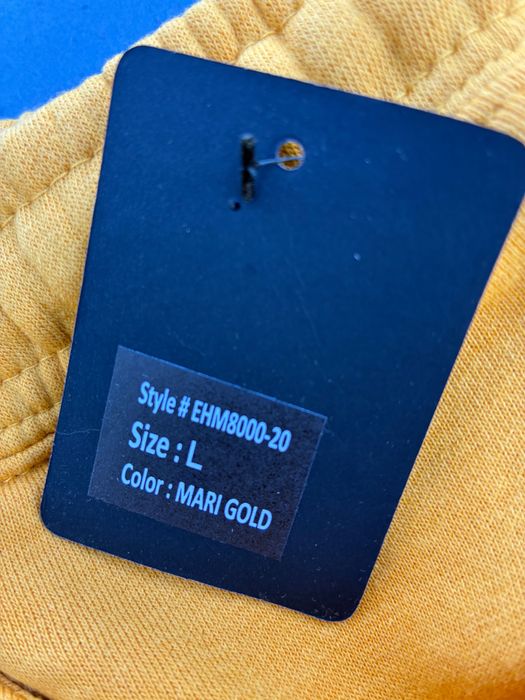 Style # EHM8000-20
Size : L
Color : MARI GOLD